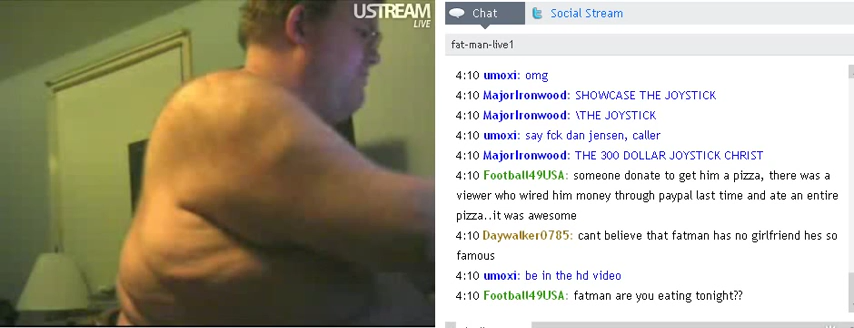 USTREAM
LIVE
Chat
Social Stream
fat-man-live1
4:10 umoxi: omg
4:10 MajorIronwood: SHOWCASE THE JOYSTICK
4:10 MajorIronwood: \THE JOYSTICK
4:10 umoxi: say fck dan jensen, caller
4:10 MajorIronwood: THE 300 DOLLAR JOYSTICK CHRIST
4:10 Football49USA: someone donate to get him a pizza, there was a
viewer who wired him money through paypal last time and ate an entire
pizza..it was awesome
4:10 Daywalker0785: cant believe that fatman has no girlfriend hes so
famous
4:10 umoxi: be in the hd video
4:10 Football49USA: fatman are you eating tonight??